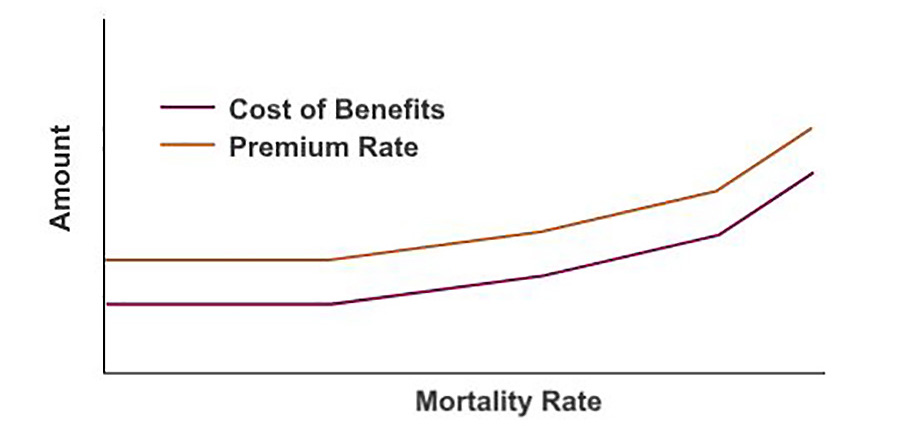 Cost of Benefits
Premium Rate
Amount
Mortality Rate